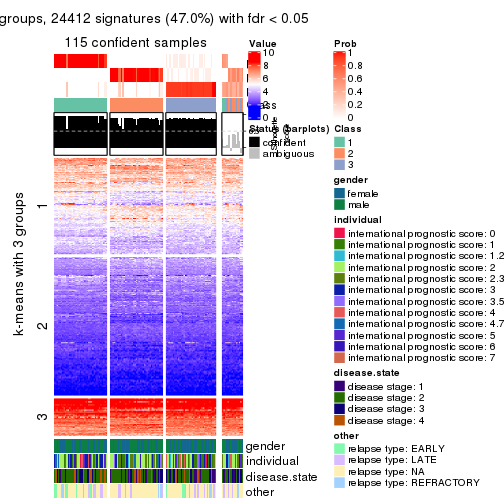 groups, 24412 signatures (47.0%) with fdr < 0.05
115 confident samples
k-means with 3 groups
1
2
3
gender
individual
disease.state
other
Value
10
8
6
4
2
0
Status (barplots)
confident
ambiguous
Prob
1
0.8
0.6
0.4
0.2
0
Class
1
2
3
gender
female
male
individual
international prognostic score: 0
international prognostic score: 1
international prognostic score: 1.2
international prognostic score: 2
international prognostic score: 2.3
international prognostic score: 3
international prognostic score: 3.5
international prognostic score: 4
international prognostic score: 4.7
international prognostic score: 5
international prognostic score: 6
international prognostic score: 7
disease.state
disease stage: 1
disease stage: 2
disease stage: 3
disease stage: 4
other
relapse type: EARLY
relapse type: LATE
relapse type: NA
relapse type: REFRACTORY